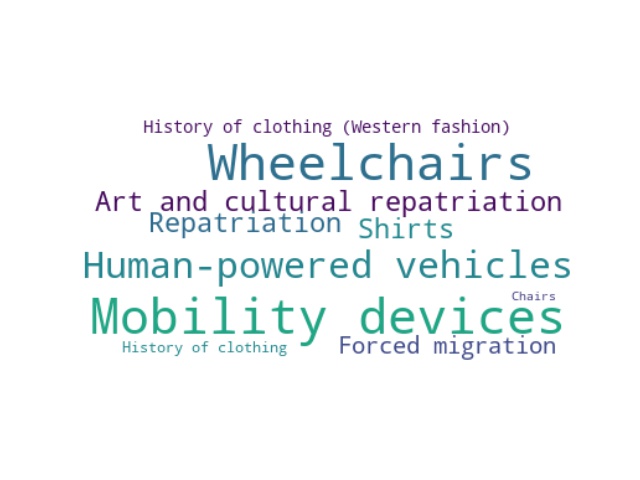 History of clothing (Western fashion)
Wheelchairs
Art and cultural repatriation
Repatriation
Shirts
Human-powered vehicles
Chairs
Mobility devices
History of clothing
Forced migration